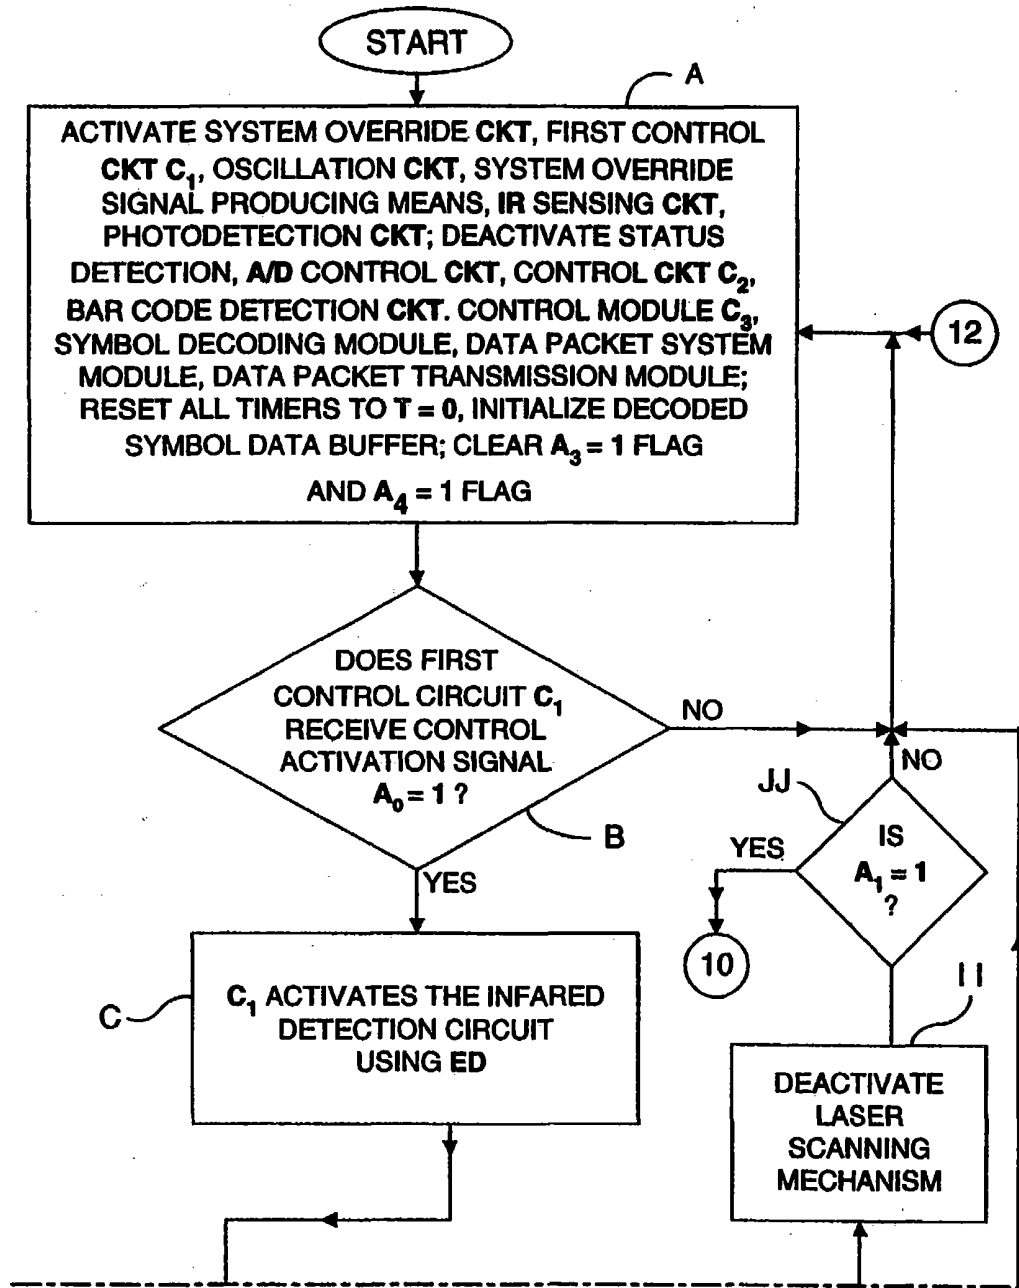 START
A
ACTIVATE SYSTEM OVERRIDE CKT, FIRST CONTROL
CKT C₁, OSCILLATION CKT, SYSTEM OVERRIDE
SIGNAL PRODUCING MEANS, IR SENSING CKT,
PHOTODETECTION CKT; DEACTIVATE STATUS
DETECTION, A/D CONTROL CKT, CONTROL CKT C₂,
BAR CODE DETECTION CKT. CONTROL MODULE C₃,
SYMBOL DECODING MODULE, DATA PACKET SYSTEM
MODULE, DATA PACKET TRANSMISSION MODULE;
RESET ALL TIMERS TO T = 0, INITIALIZE DECODED
SYMBOL DATA BUFFER; CLEAR A₃ = 1 FLAG
AND A₄ = 1 FLAG
12
DOES FIRST
CONTROL CIRCUIT C₁
RECEIVE CONTROL
ACTIVATION SIGNAL
A₀ = 1 ?
NO
B
YES
NO
JJ
IS
A₁ = 1
?
YES
10
C
C₁ ACTIVATES THE INFARED
DETECTION CIRCUIT
USING ED
II
DEACTIVATE
LASER
SCANNING
MECHANISM